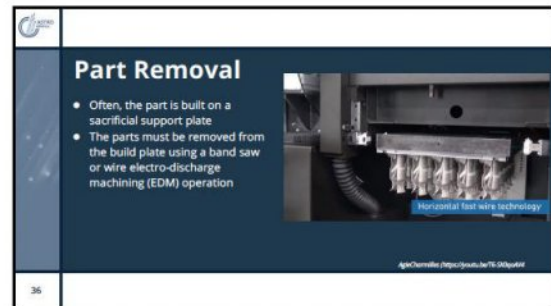 Part Removal
● Often, the part is built on a
sacrificial support plate
● The parts must be removed from
the build plate using a band saw
or wire electro-discharge
machining (EDM) operation
Horizontal fast wire technology
36